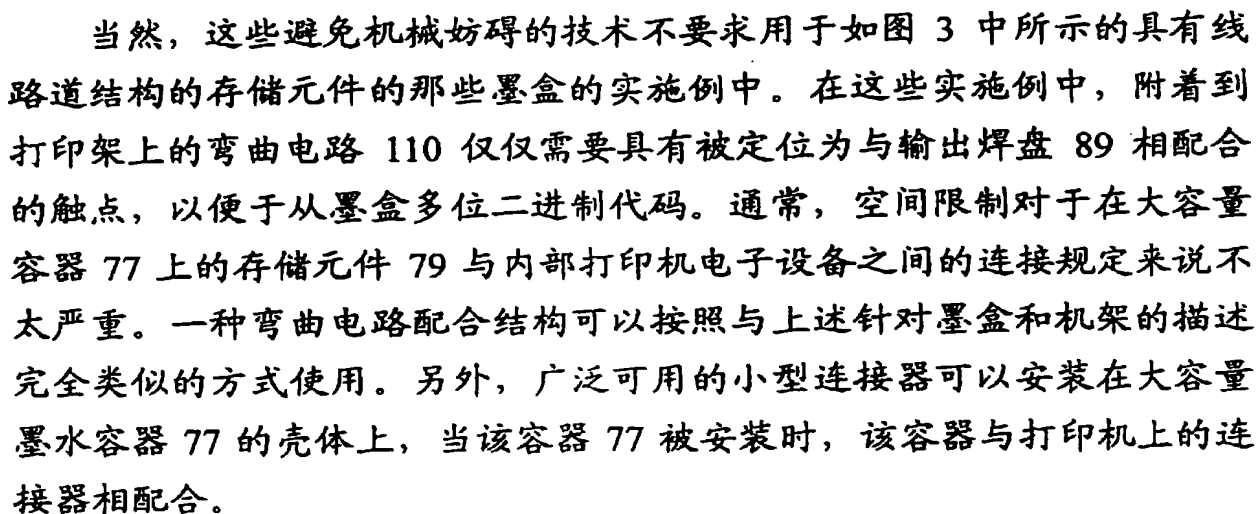 当然，这些避免机械妨碍的技术不要求用于如图 3 中所示的具有线
路道结构的存储元件的那些墨盒的实施例中。在这些实施例中，附着到
打印架上的弯曲电路 110 仅仅需要具有被定位为与输出焊盘 89 相配合
的触点，以便于从墨盒多位二进制代码。通常，空间限制对于在大容量
容器 77 上的存储元件 79 与内部打印机电子设备之间的连接规定来说不
太严重。一种弯曲电路配合结构可以按照与上述针对墨盒和机架的描述
完全类似的方式使用。另外，广泛可用的小型连接器可以安装在大容量
墨水容器 77 的壳体上，当该容器 77 被安装时，该容器与打印机上的连
接器相配合。